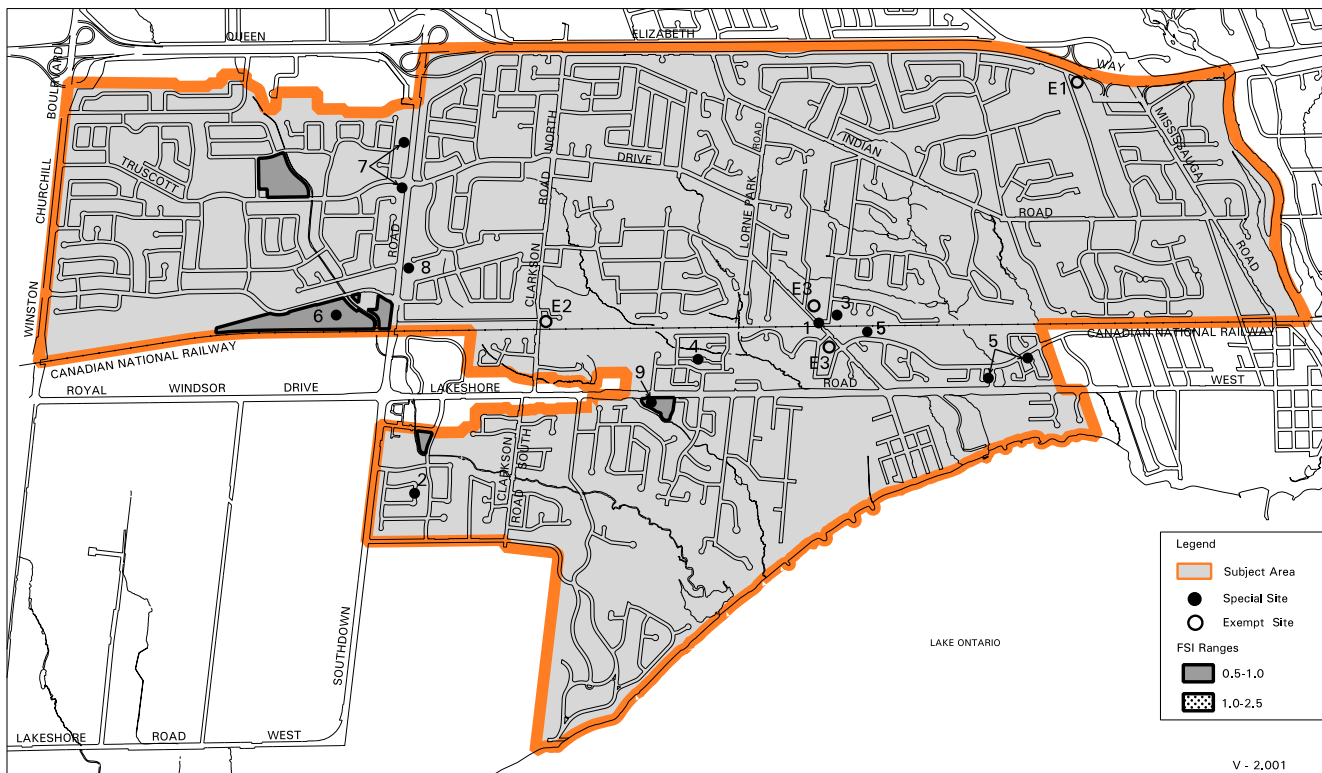 QUEEN
ELIZABETH
WAY
BOULEVARD
E1
MISSISSAUGA
ROAD
NORTH
ROAD
INDIAN
ROAD
TRUSCOTT
DRIVE
7
CHURCHILL
LORNE PARK
ROAD
ROAD
8
CLARKSON
E2
E3
3
1
5
E3
6
WINSTON
CANADIAN NATIONAL RAILWAY
CANADIAN NATIONAL RAILWAY
4
5
ROYAL WINDSOR DRIVE
LAKESHORE
ROAD
WEST
9
CLARKSON
ROAD
SOUTH
2
SOUTHDOWN
LAKESHORE ROAD WEST
LAKE ONTARIO
Legend
Subject Area
Special Site
Exempt Site
FSI Ranges
0.5-1.0
1.0-2.5
V - 2.001